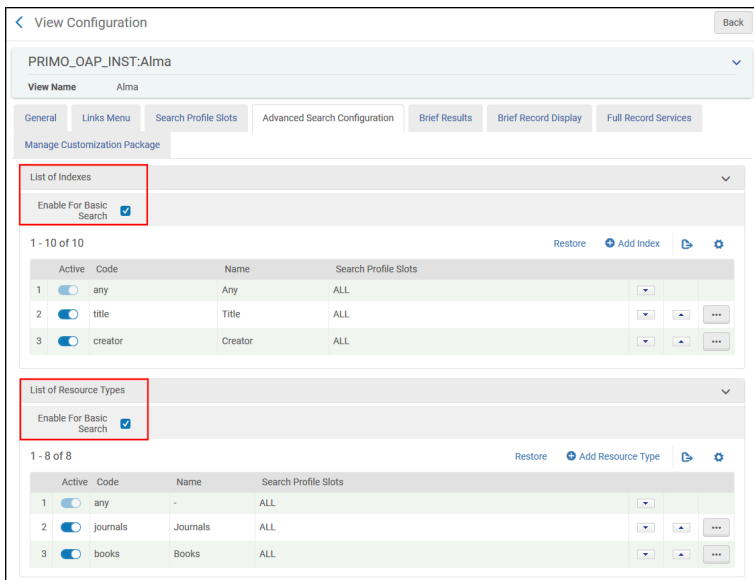 View Configuration
Back
PRIMO_OAP_INST:Alma
View Name Alma
General Links Menu Search Profile Slots Advanced Search Configuration Brief Results Brief Record Display Full Record Services
Manage Customization Package
List of Indexes
Enable For Basic
Search
1 - 10 of 10 Restore Add Index
Active Code Name Search Profile Slots
1 any Any ALL
2 title Title ALL
3 creator Creator ALL
List of Resource Types
Enable For Basic
Search
1 - 8 of 8 Restore Add Resource Type
Active Code Name Search Profile Slots
1 any - ALL
2 journals Journals ALL
3 books Books ALL